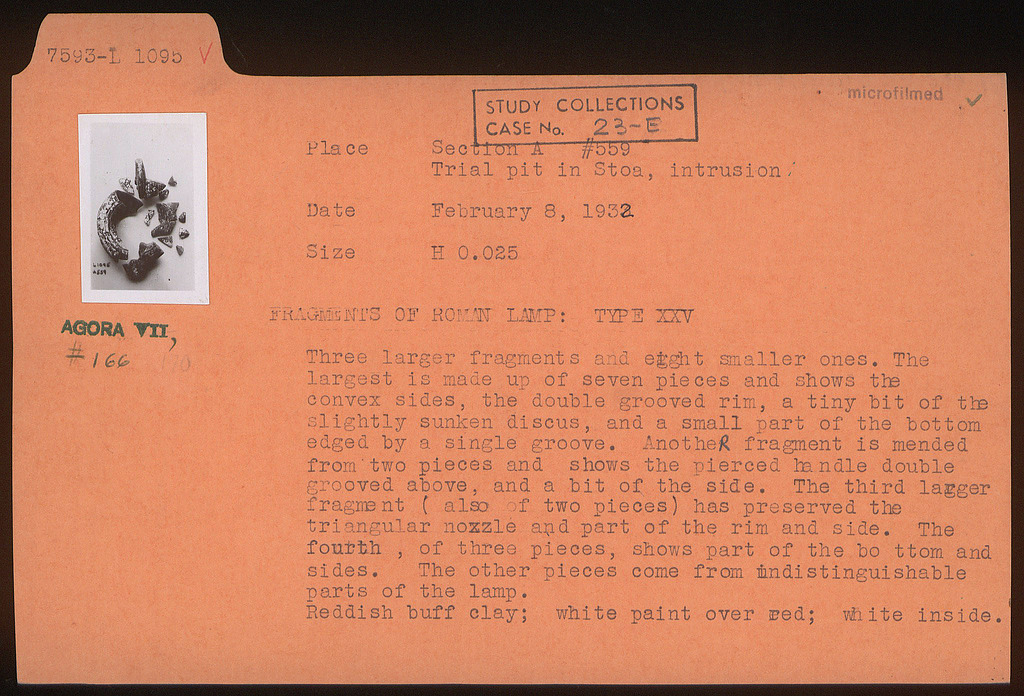 7593-L 1095 V
microfilmed ✓
STUDY COLLECTIONS
CASE No. 23-E
Place Section A #559
Trial pit in Stoa, intrusion.
Date February 8, 1932
Size H 0.025
L 1095
A 559
AGORA VII,
# 166
FRAGMENTS OF ROMAN LAMP: TYPE XXV
Three larger fragments and eight smaller ones. The
largest is made up of seven pieces and shows the
convex sides, the double grooved rim, a tiny bit of the
slightly sunken discus, and a small part of the bottom
edged by a single groove. AnotheR fragment is mended
from two pieces and shows the pierced handle double
grooved above, and a bit of the side. The third larger
fragment ( also of two pieces) has preserved the
triangular nozzle and part of the rim and side. The
fourth , of three pieces, shows part of the bo ttom and
sides. The other pieces come from indistinguishable
parts of the lamp.
Reddish buff clay; white paint over red; white inside.